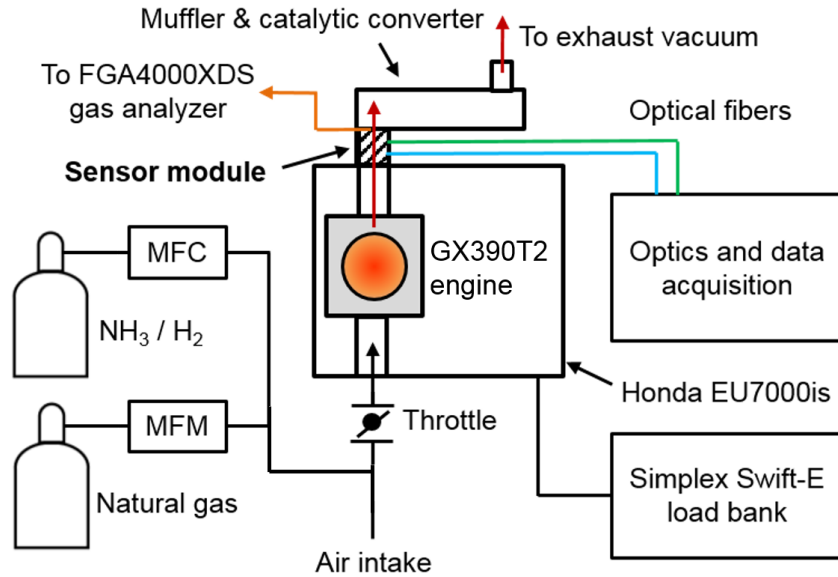 Muffler & catalytic converter
To exhaust vacuum
To FGA4000XDS
gas analyzer
Optical fibers
Sensor module
MFC
GX390T2
engine
Optics and data
acquisition
NH₃ / H₂
Honda EU7000is
MFM
Throttle
Natural gas
Simplex Swift-E
load bank
Air intake